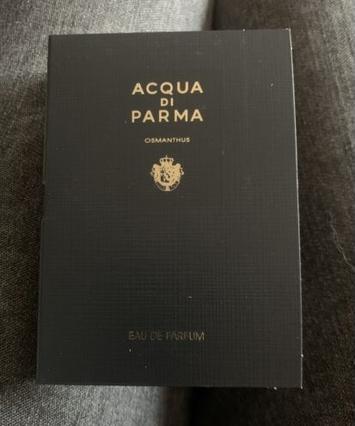 ACQUA
DI
PARMA
OSMANTHUS
EAU DE PARFUM